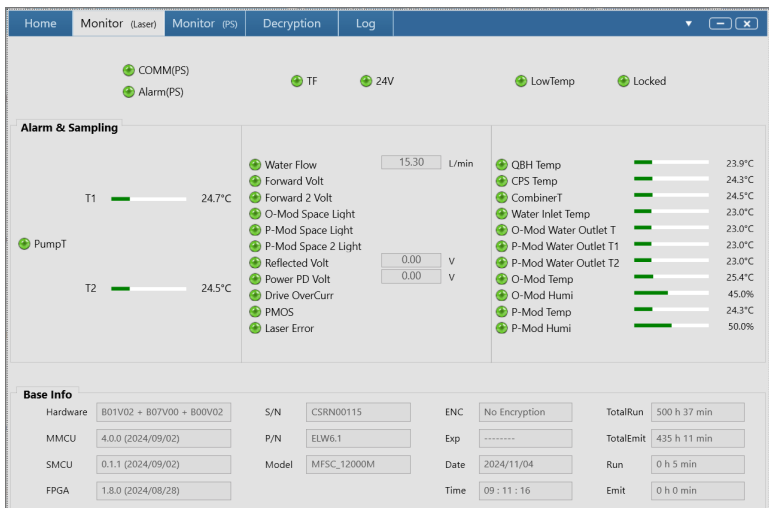 Home Monitor (Laser) Monitor (PS) Decryption Log
COMM(PS)
Alarm(PS)
TF
24V
LowTemp
Locked
Alarm & Sampling
T1 24.7°C
PumpT
T2 24.5°C
Water Flow 15.30 L/min
Forward Volt
Forward 2 Volt
O-Mod Space Light
P-Mod Space Light
P-Mod Space 2 Light
Reflected Volt 0.00 V
Power PD Volt 0.00 V
Drive OverCurr
PMOS
Laser Error
QBH Temp 23.9°C
CPS Temp 24.3°C
CombinerT 24.5°C
Water Inlet Temp 23.0°C
O-Mod Water Outlet T 23.0°C
P-Mod Water Outlet T1 23.0°C
P-Mod Water Outlet T2 23.0°C
O-Mod Temp 25.4°C
O-Mod Humi 45.0%
P-Mod Temp 24.3°C
P-Mod Humi 50.0%
Base Info
Hardware B01V02 + B07V00 + B00V02 S/N CSRN00115 ENC No Encryption TotalRun 500 h 37 min
MMCU 4.0.0 (2024/09/02) P/N ELW6.1 Exp -------- TotalEmit 435 h 11 min
SMCU 0.1.1 (2024/09/02) Model MFSC_12000M Date 2024/11/04 Run 0 h 5 min
FPGA 1.8.0 (2024/08/28) Time 09 : 11 : 16 Emit 0 h 0 min